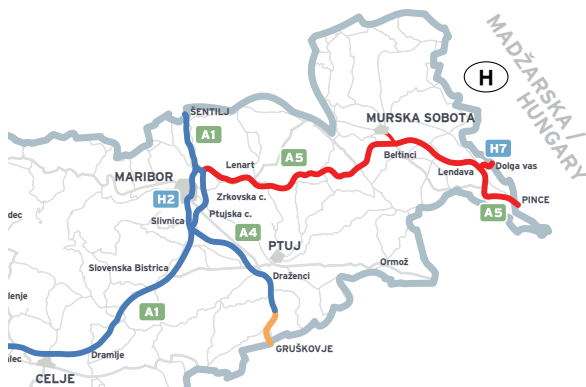 MADŽARSKA /
HUNGARY
H
ŠENTILJ
A1
MURSKA SOBOTA
Lenart
A5
Beltinci
H7
Dolga vas
Lendava
MARIBOR
H2
Zrkovska c.
Ptujska c.
PINCE
A5
Slivnica
A4
PTUJ
Slovenska Bistrica
Ormož
Draženci
A1
GRUŠKOVJE
Dramlje
CELJE